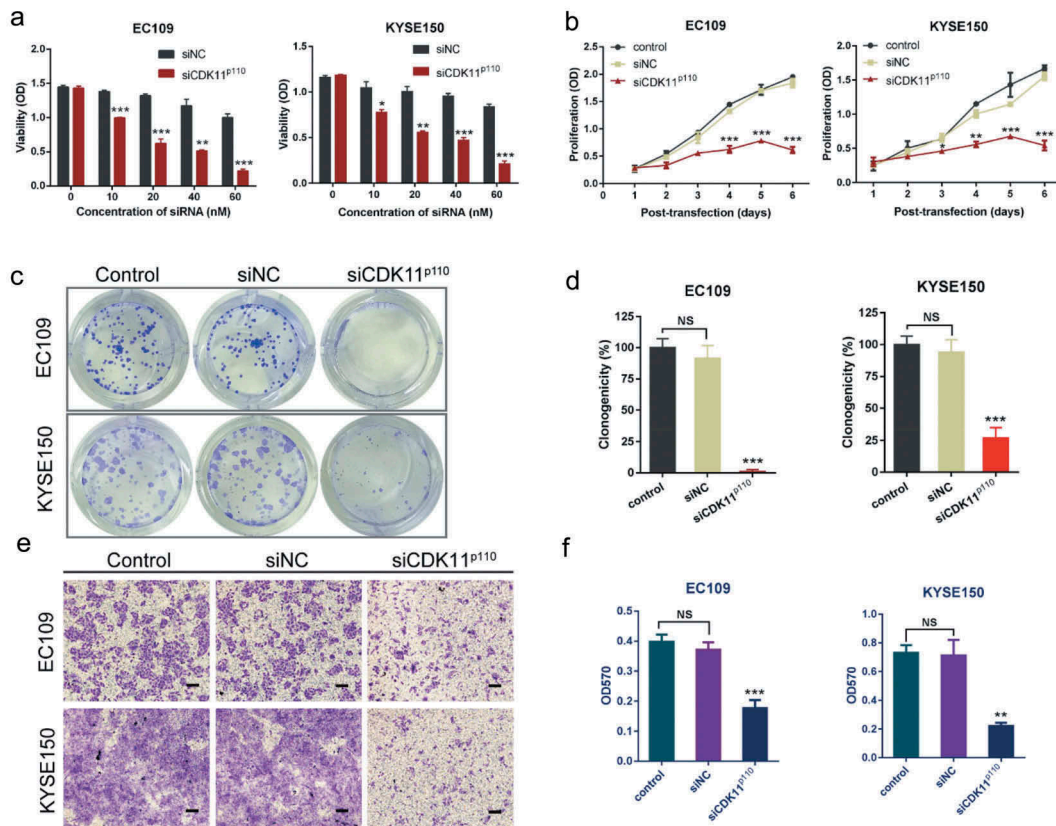 a
EC109
siNC
siCDK11p110
Viability (OD)
2.0
1.5
1.0
0.5
0.0
***
***
**
***
0 10 20 40 60
Concentration of siRNA (nM)
KYSE150
siNC
siCDK11p110
Viability (OD)
2.0
1.5
1.0
0.5
0.0
*
**
***
***
0 10 20 40 60
Concentration of siRNA (nM)
b
EC109
control
siNC
siCDK11p110
Proliferation (OD)
2.5
2.0
1.5
1.0
0.5
0.0
*** *** ***
1 2 3 4 5 6
Post-transfection (days)
KYSE150
control
siNC
siCDK11p110
Proliferation (OD)
2.5
2.0
1.5
1.0
0.5
0.0
* ** *** ***
1 2 3 4 5 6
Post-transfection (days)
c
Control siNC siCDK11p110
EC109
KYSE150
d
EC109
Clonogenicity (%)
125
100
75
50
25
0
NS
***
control siNC siCDK11p110
KYSE150
Clonogenicity (%)
125
100
75
50
25
0
NS
***
control siNC siCDK11p110
e
Control siNC siCDK11p110
EC109
KYSE150
f
EC109
OD570
0.5
0.4
0.3
0.2
0.1
0.0
NS
***
control siNC siCDK11p110
KYSE150
OD570
1.0
0.8
0.6
0.4
0.2
0.0
NS
**
control siNC siCDK11p110